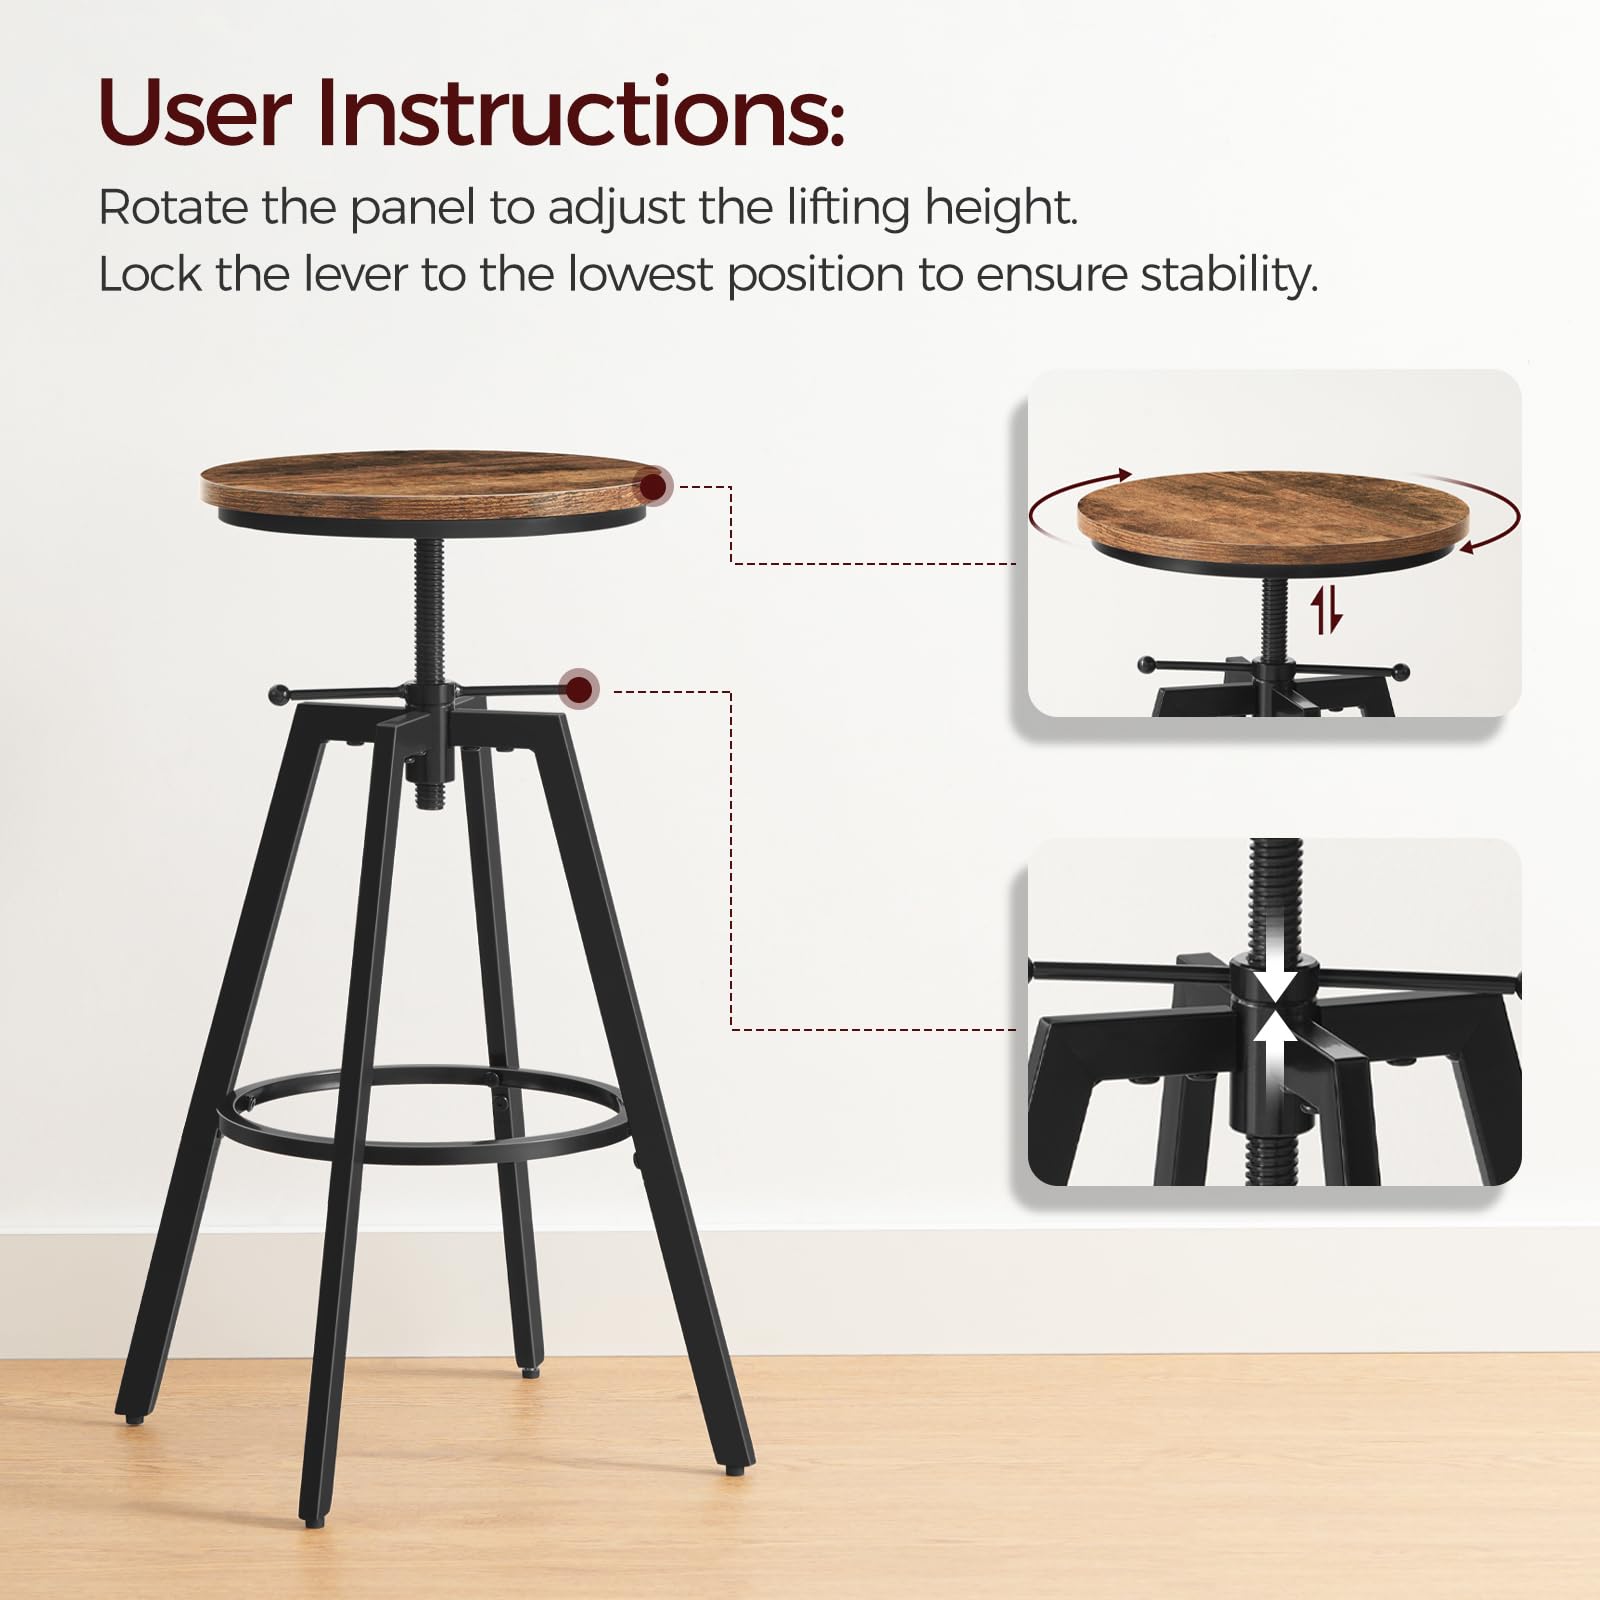 User Instructions:
Rotate the panel to adjust the lifting height.
Lock the lever to the lowest position to ensure stability.